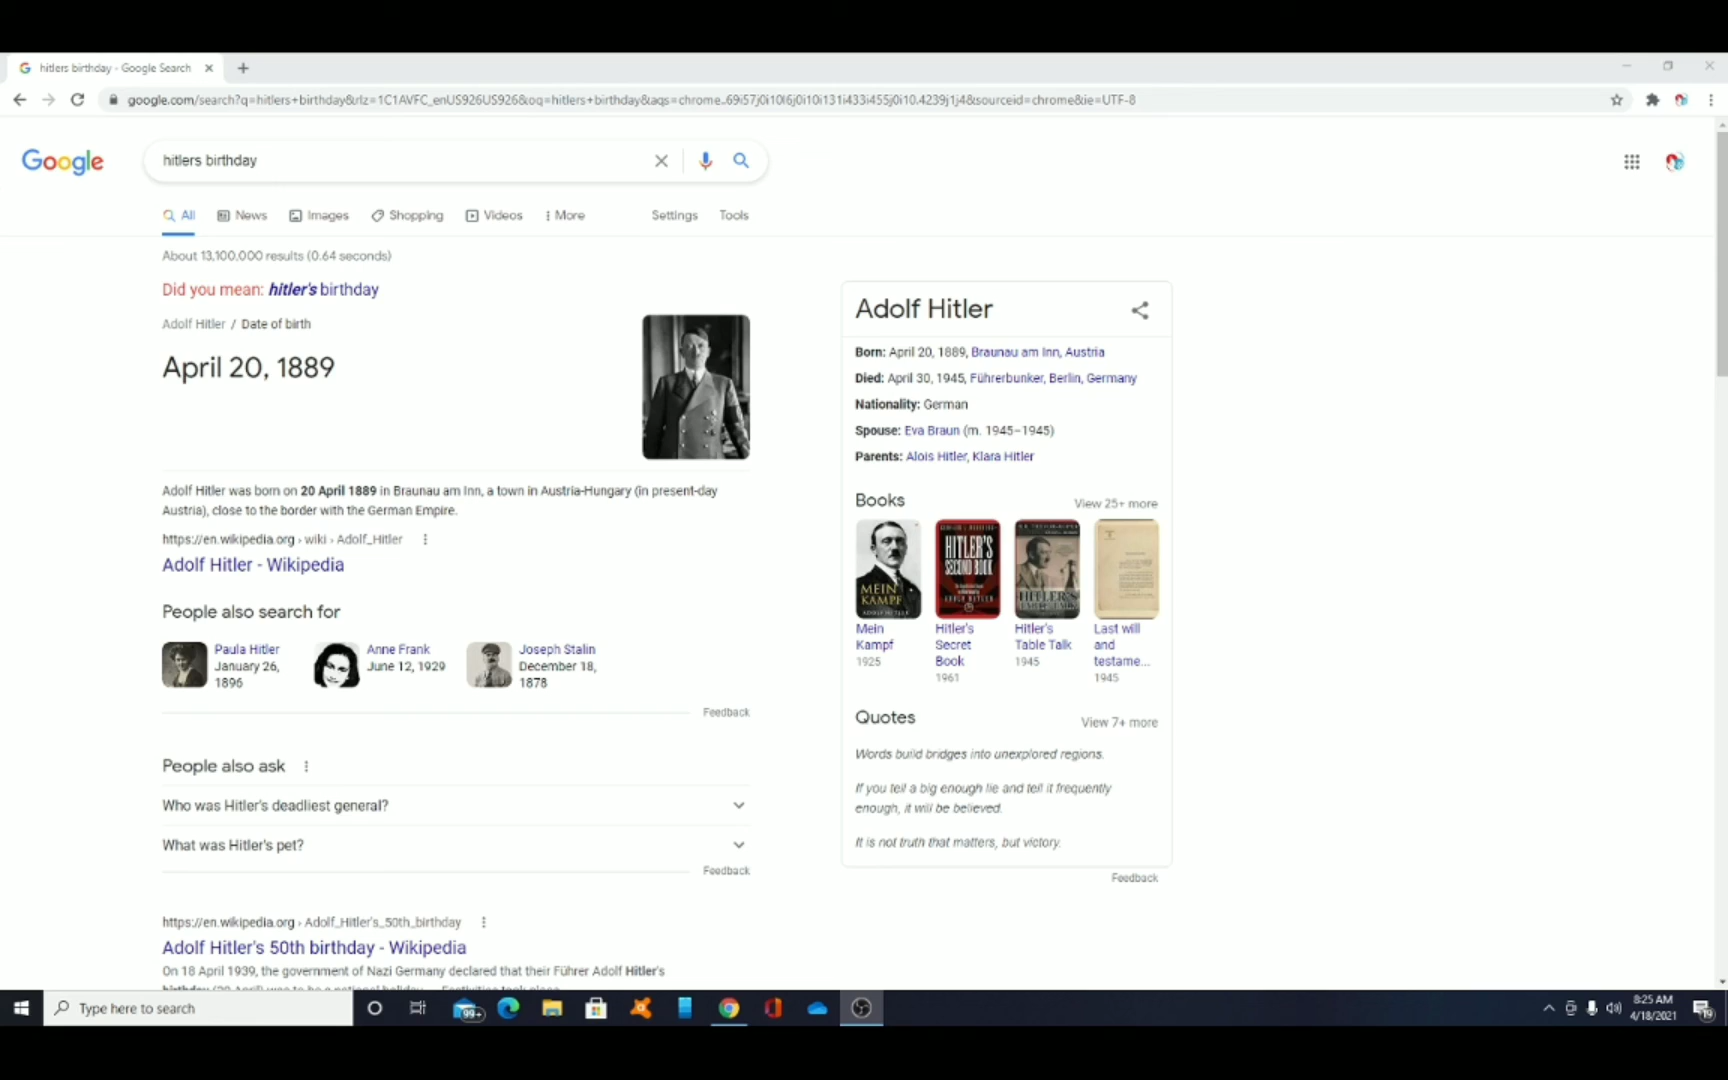 hitlers birthday - Google Search
google.com/search?q=hitlers+birthday&rlz=1C1AVFC_enUS926US926&oq=hitlers+birthday&aqs=chrome..69i57j0i10l6j0i10i131i433i455j0i10.4239j1j4&sourceid=chrome&ie=UTF-8
Google
hitlers birthday
All News Images Shopping Videos More Settings Tools
About 13,100,000 results (0.64 seconds)
Did you mean: hitler's birthday
Adolf Hitler / Date of birth
April 20, 1889
Adolf Hitler was born on 20 April 1889 in Braunau am Inn, a town in Austria-Hungary (in present-day
Austria), close to the border with the German Empire.
https://en.wikipedia.org › wiki › Adolf_Hitler
Adolf Hitler - Wikipedia
People also search for
Paula Hitler
January 26,
1896
Anne Frank
June 12, 1929
Joseph Stalin
December 18,
1878
Feedback
People also ask
Who was Hitler's deadliest general?
What was Hitler's pet?
Feedback
https://en.wikipedia.org › Adolf_Hitler's_50th_birthday
Adolf Hitler's 50th birthday - Wikipedia
On 18 April 1939, the government of Nazi Germany declared that their Führer Adolf Hitler's
Adolf Hitler
Born: April 20, 1889, Braunau am Inn, Austria
Died: April 30, 1945, Führerbunker, Berlin, Germany
Nationality: German
Spouse: Eva Braun (m. 1945–1945)
Parents: Alois Hitler, Klara Hitler
Books
View 25+ more
MEIN
KAMPF
HITLER'S
SECOND BOOK
HITLER'S
TABLE TALK
Mein
Kampf
1925
Hitler's
Secret
Book
1961
Hitler's
Table Talk
1945
Last will
and
testame...
1945
Quotes
View 7+ more
Words build bridges into unexplored regions.
If you tell a big enough lie and tell it frequently
enough, it will be believed.
It is not truth that matters, but victory.
Feedback
Type here to search
99+
8:25 AM
4/18/2021
19